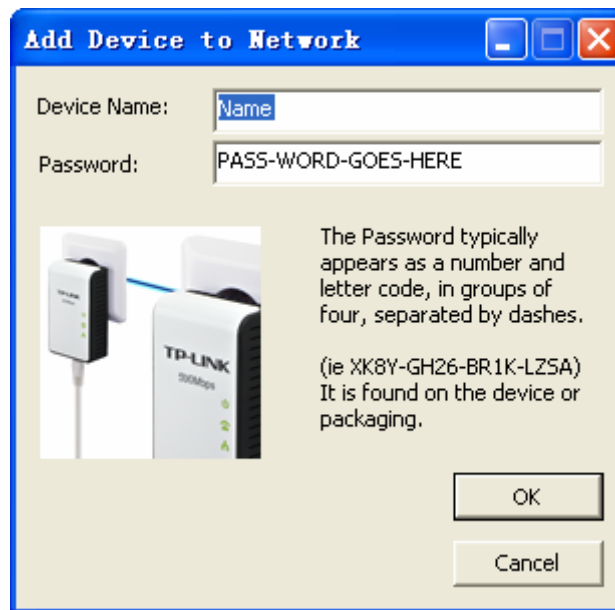 Add Device to Network
Device Name:
Name
Password:
PASS-WORD-GOES-HERE
The Password typically
appears as a number and
letter code, in groups of
four, separated by dashes.
(ie XK8Y-GH26-BR1K-LZSA)
It is found on the device or
packaging.
TP-LINK
500Mbps
OK
Cancel